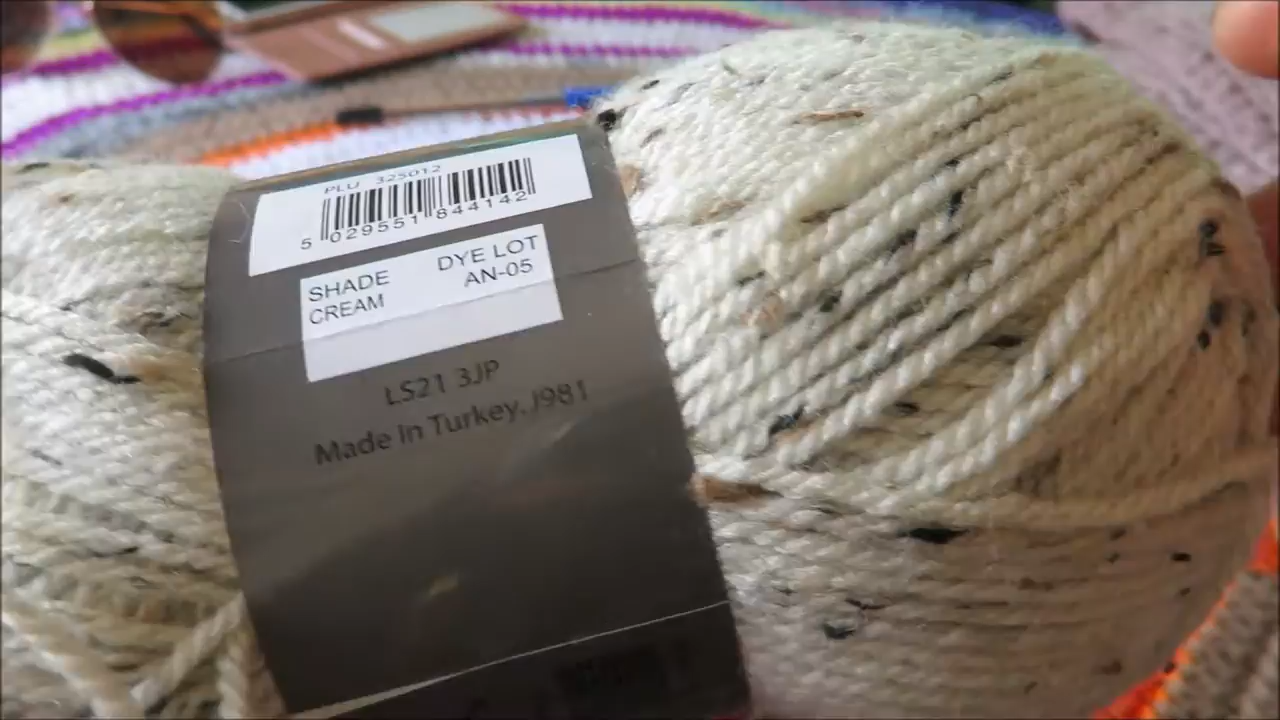 PLU 325012
5 029551 844142
SHADE DYE LOT
CREAM AN-05
LS21 3JP
Made In Turkey. J981